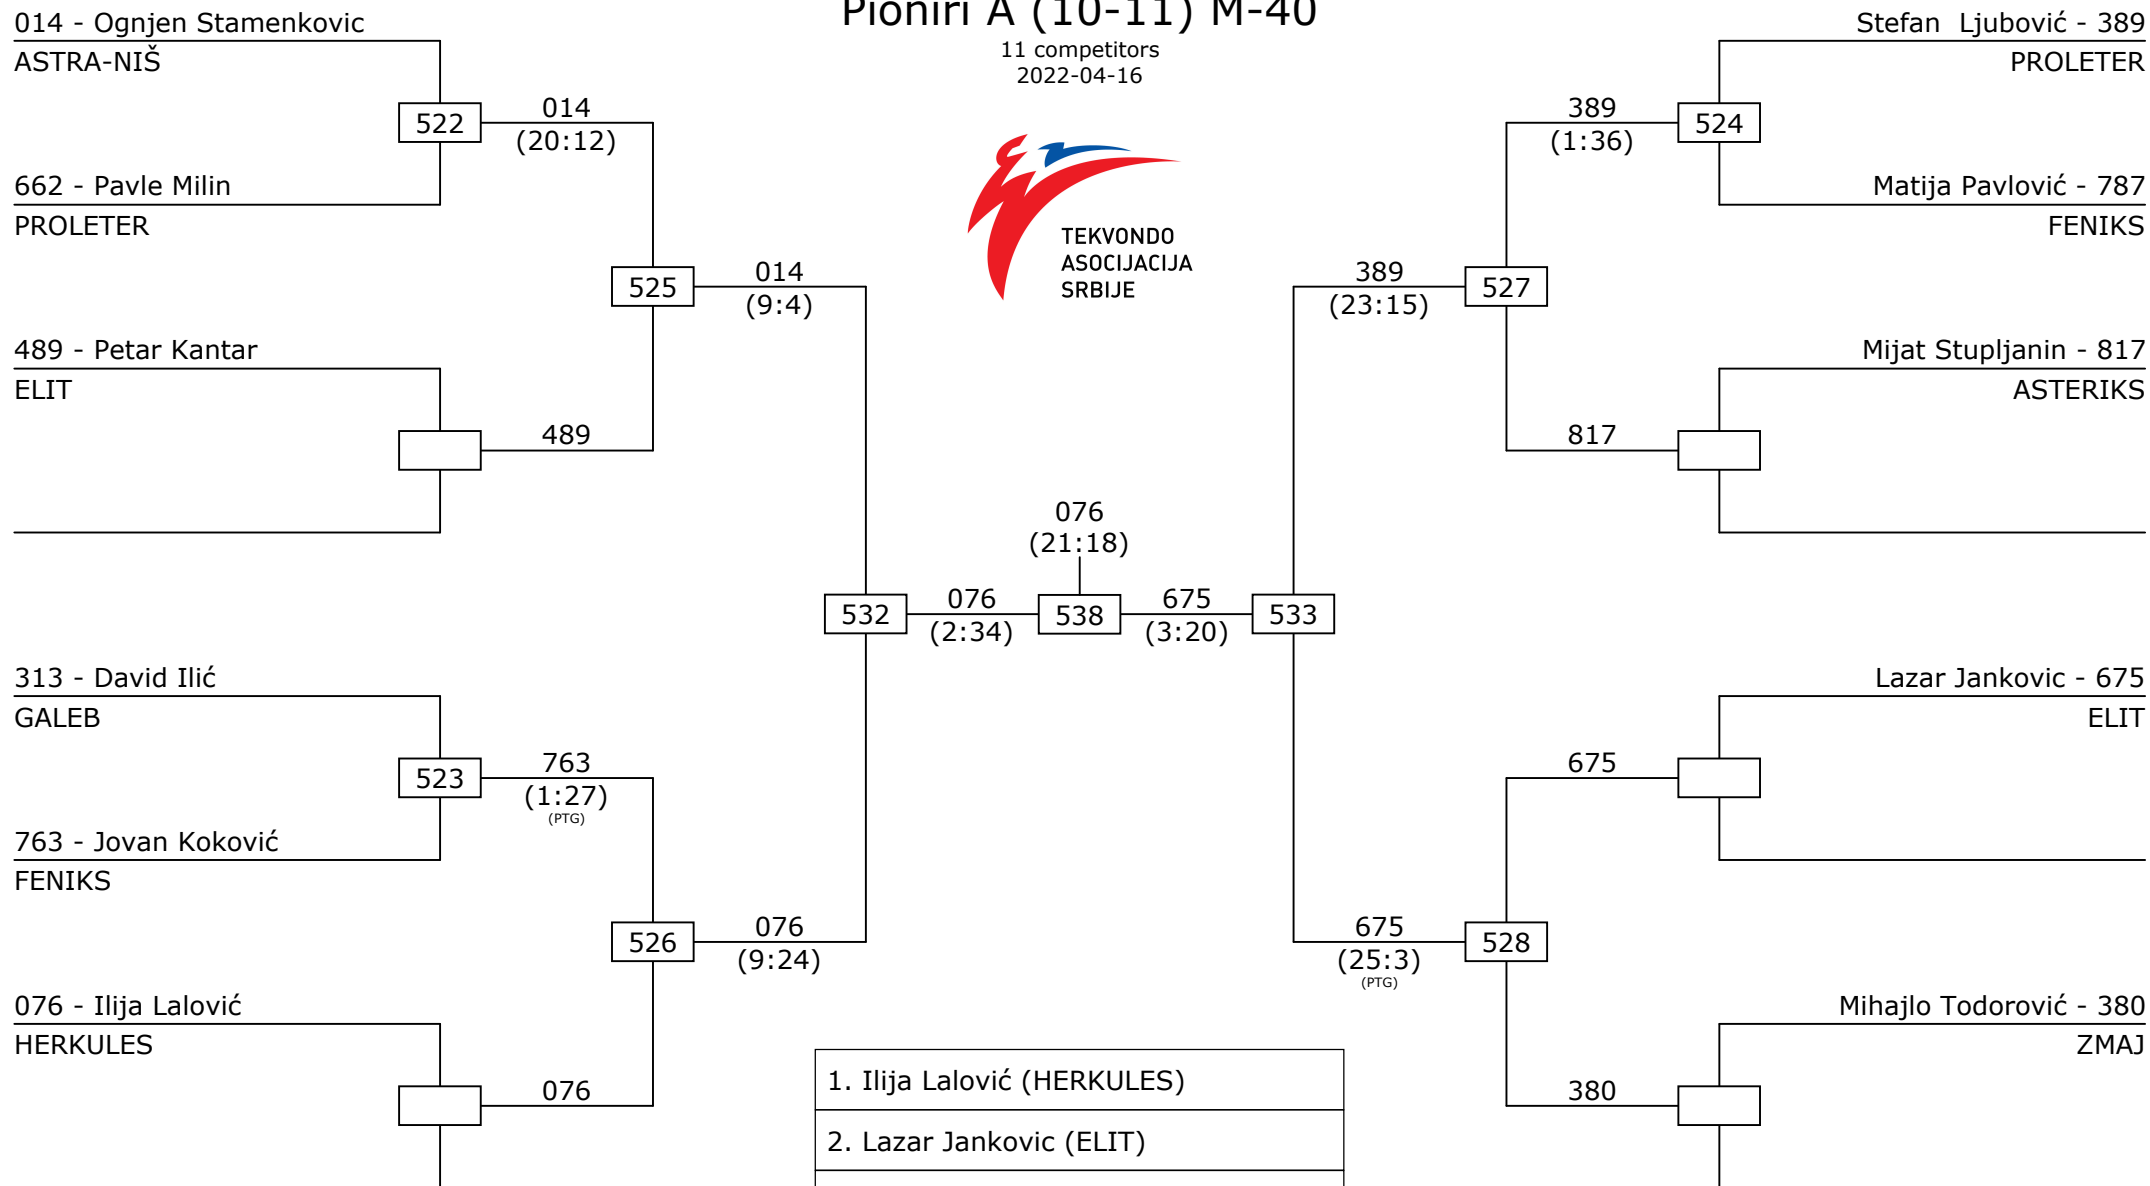 Pioniri A (10-11) M-40
11 competitors
2022-04-16
TEKVONDO
ASOCIJACIJA
SRBIJE
014 - Ognjen Stamenkovic
ASTRA-NIŠ
522
014
(20:12)
662 - Pavle Milin
PROLETER
525
014
(9:4)
489 - Petar Kantar
ELIT
489
532
076
(2:34)
313 - David Ilić
GALEB
523
763
(1:27)
(PTG)
763 - Jovan Koković
FENIKS
526
076
(9:24)
076 - Ilija Lalović
HERKULES
076
076
(21:18)
538
Stefan  Ljubović - 389
PROLETER
389
(1:36)
524
Matija Pavlović - 787
FENIKS
389
(23:15)
527
Mijat Stupljanin - 817
ASTERIKS
817
675
(3:20)
533
Lazar Jankovic - 675
ELIT
675
675
(25:3)
(PTG)
528
Mihajlo Todorović - 380
ZMAJ
380
1. Ilija Lalović (HERKULES)
2. Lazar Jankovic (ELIT)